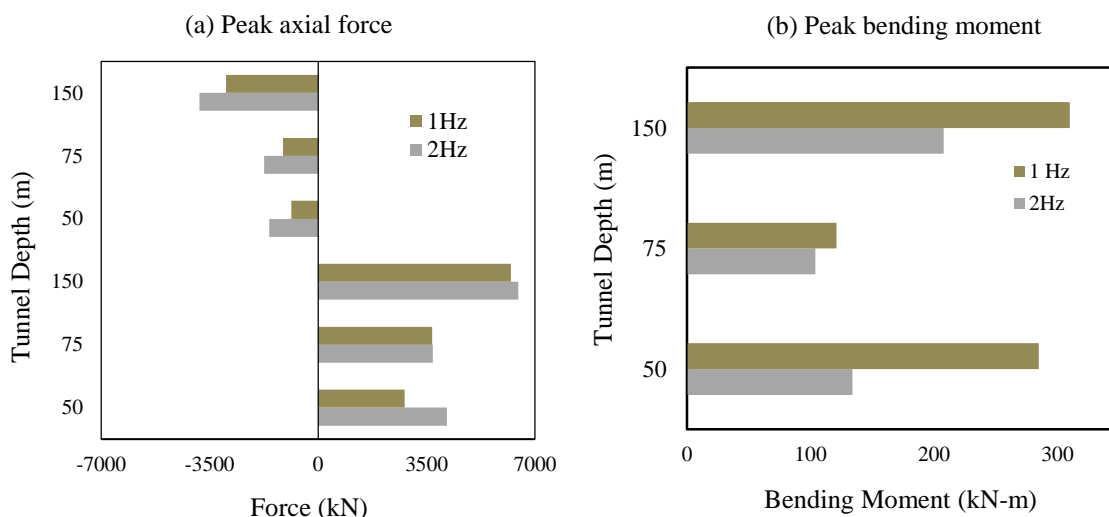 (a) Peak axial force
Tunnel Depth (m)
150
75
50
150
75
50
1Hz
2Hz
-7000 -3500 0 3500 7000
Force (kN)
(b) Peak bending moment
Tunnel Depth (m)
150
75
50
1 Hz
2Hz
0 100 200 300
Bending Moment (kN-m)